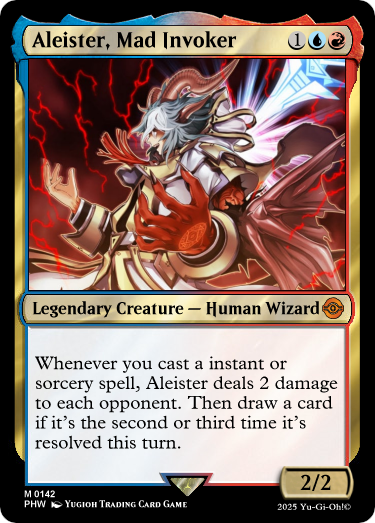 Aleister, Mad Invoker 1
Legendary Creature — Human Wizard
Whenever you cast a instant or
sorcery spell, Aleister deals 2 damage
to each opponent. Then draw a card
if it's the second or third time it's
resolved this turn.
2/2
M 0142
PHW Yugioh Trading Card Game
2025 Yu-Gi-Oh!©